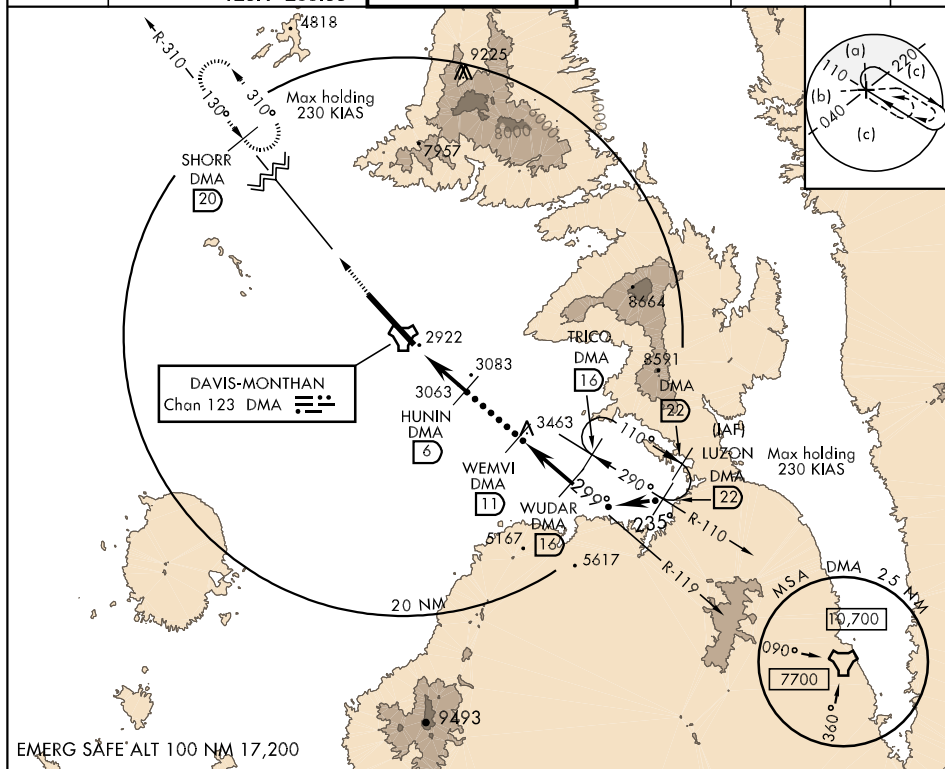 4818
R-310
9225
310°
130°
Max holding
230 KIAS
4000
6000
8000
7957
SHORR
DMA
20
(a)
110
220
(c)
(b)
040
(c)
8664
2922
TRICO
DMA
16
8591
DMA
22
DAVIS-MONTHAN
Chan 123 DMA
3083
3063
HUNIN
DMA
6
3463
110°
(IAF)
LUZON
DMA
22
Max holding
230 KIAS
290°
WEMVI
DMA
11
299°
WUDAR
DMA
16
235°
R-110
5167
5617
R-119
20 NM
MSA DMA 25 NM
10,700
090°
7700
360°
9493
EMERG SAFE ALT 100 NM 17,200